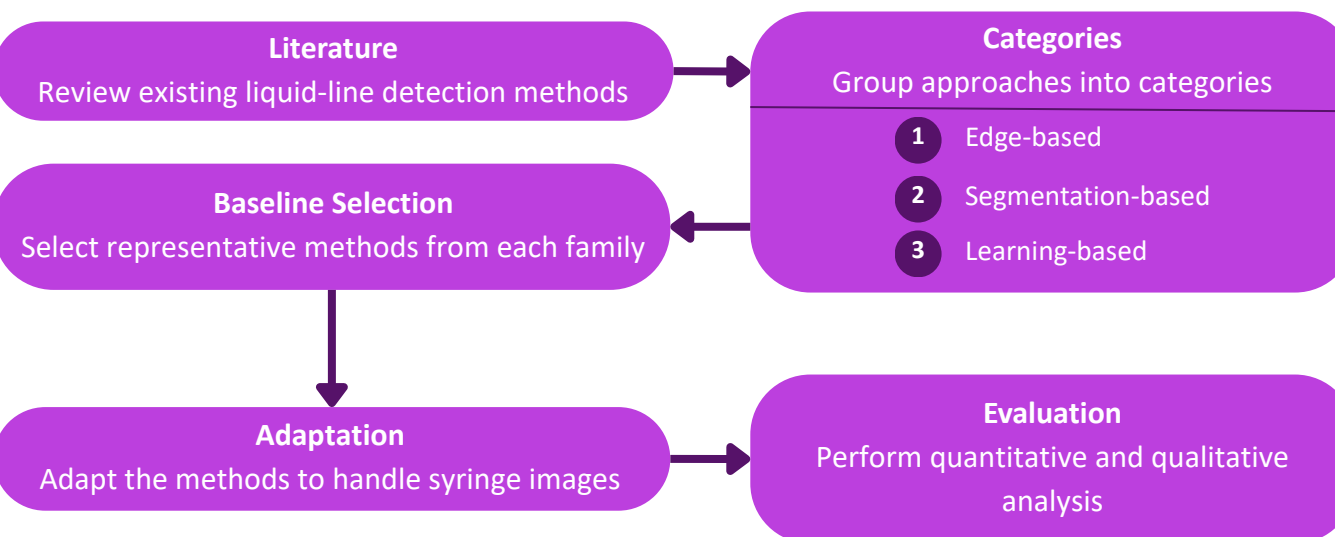 Literature
Review existing liquid-line detection methods
Categories
Group approaches into categories
1 Edge-based
2 Segmentation-based
3 Learning-based
Baseline Selection
Select representative methods from each family
Adaptation
Adapt the methods to handle syringe images
Evaluation
Perform quantitative and qualitative
analysis